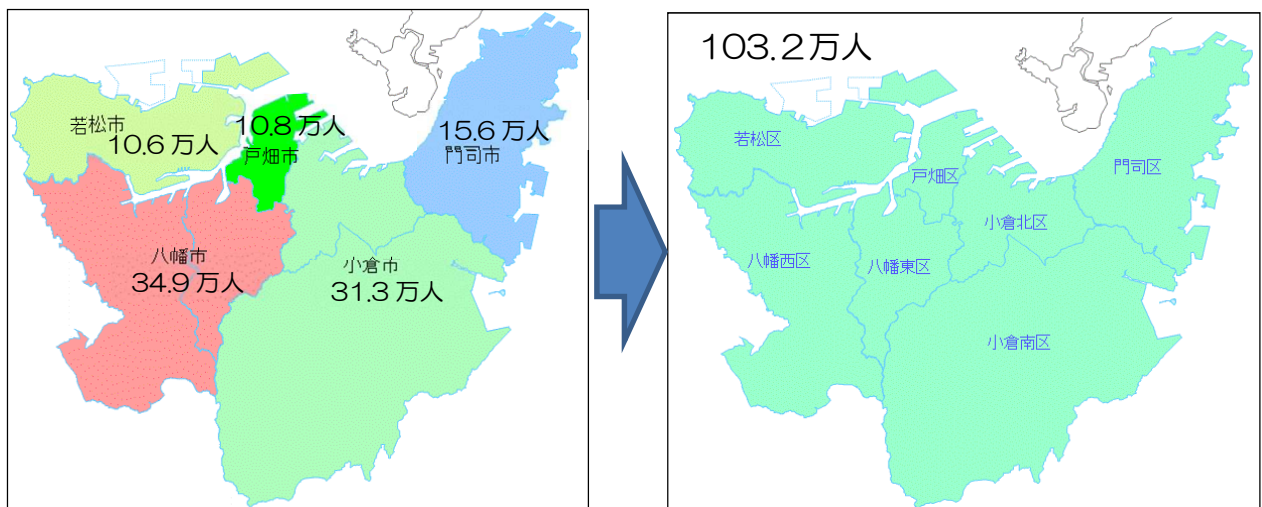 若松市
10.6万人
10.8万人
戸畑市
15.6万人
門司市
八幡市
34.9万人
小倉市
31.3万人
103.2万人
若松区
戸畑区
門司区
小倉北区
八幡西区
八幡東区
小倉南区